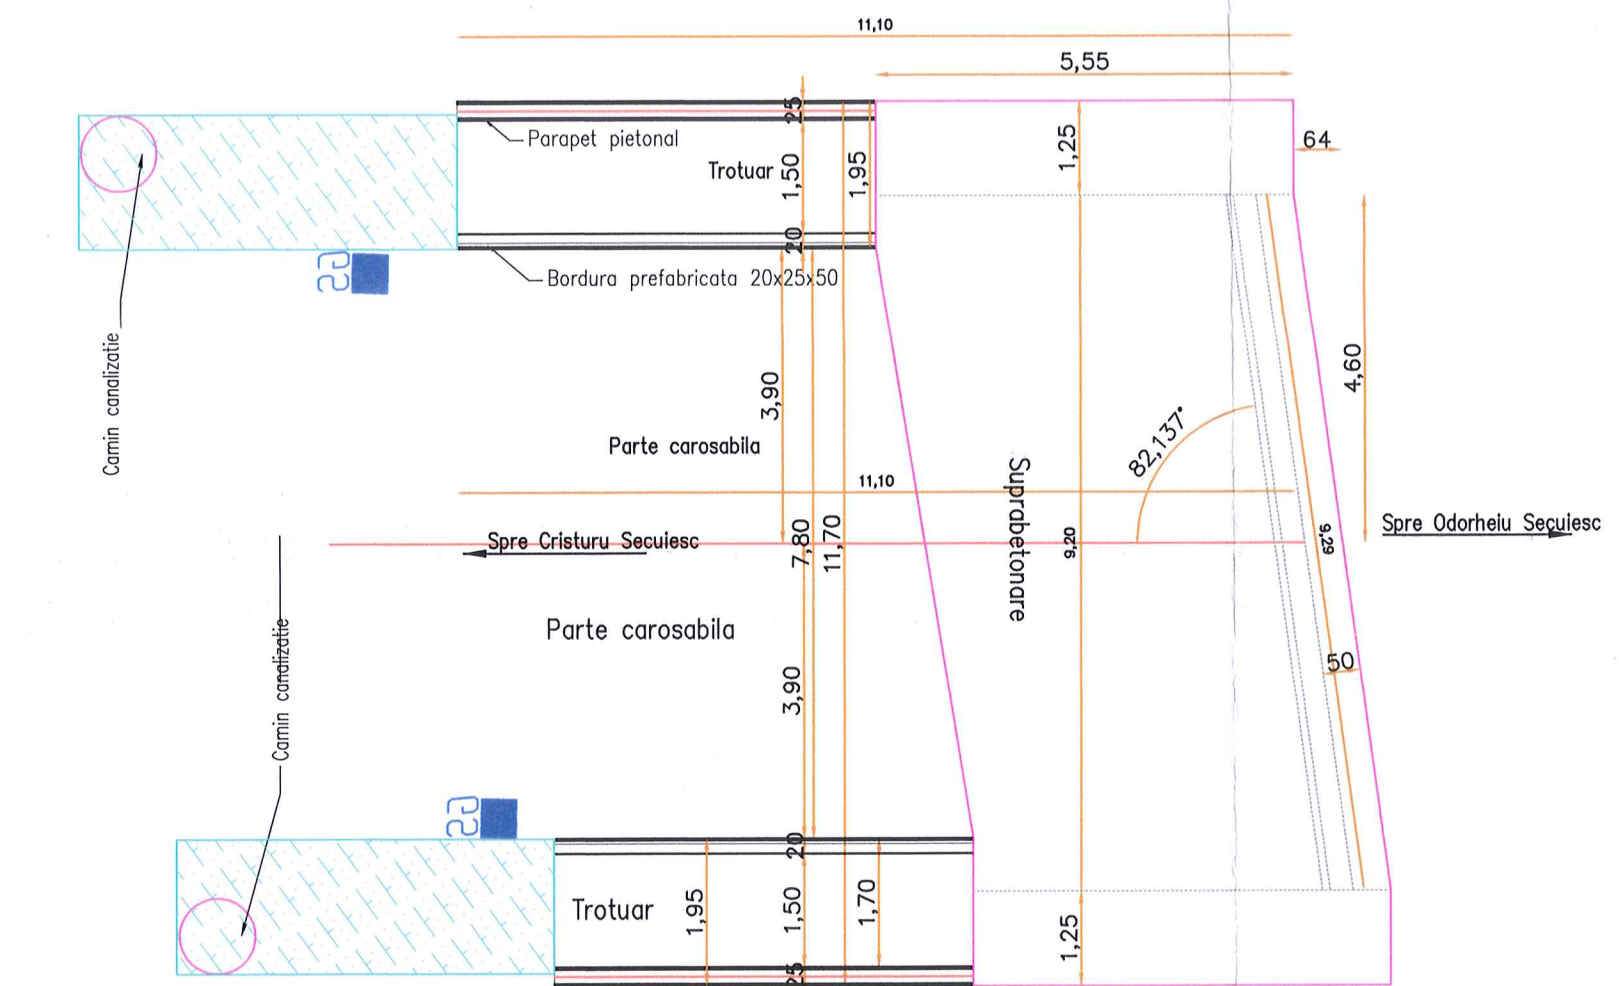 11,10
5,55
25
Parapet pietonal
Trotuar
1,50
1,95
1,25
64
20
Bordura prefabricata 20x25x50
GS
Camin canalizatie
3,90
4,60
82,137°
Parte carosabila
11,10
Suprabetonare
Spre Cristuru Secuiesc
7,80
11,70
9,20
9,29
Spre Odorheiu Secuiesc
Camin canalizatie
Parte carosabila
3,90
50
GS
20
Trotuar
1,95
1,50
1,70
1,25
25